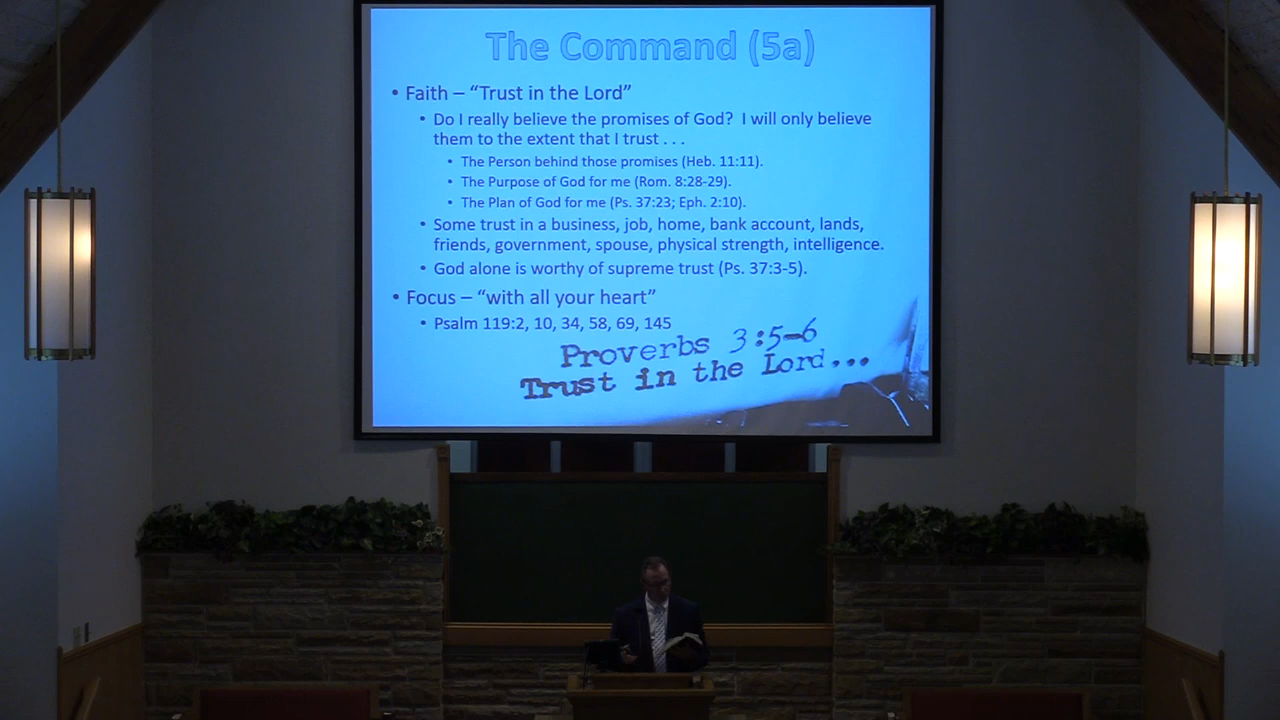 The Command (5a)
• Faith – “Trust in the Lord”
• Do I really believe the promises of God? I will only believe
them to the extent that I trust . . .
• The Person behind those promises (Heb. 11:11).
• The Purpose of God for me (Rom. 8:28-29).
• The Plan of God for me (Ps. 37:23; Eph. 2:10).
• Some trust in a business, job, home, bank account, lands,
friends, government, spouse, physical strength, intelligence.
• God alone is worthy of supreme trust (Ps. 37:3-5).
• Focus – “with all your heart”
• Psalm 119:2, 10, 34, 58, 69, 145
Proverbs 3:5-6
Trust in the Lord...